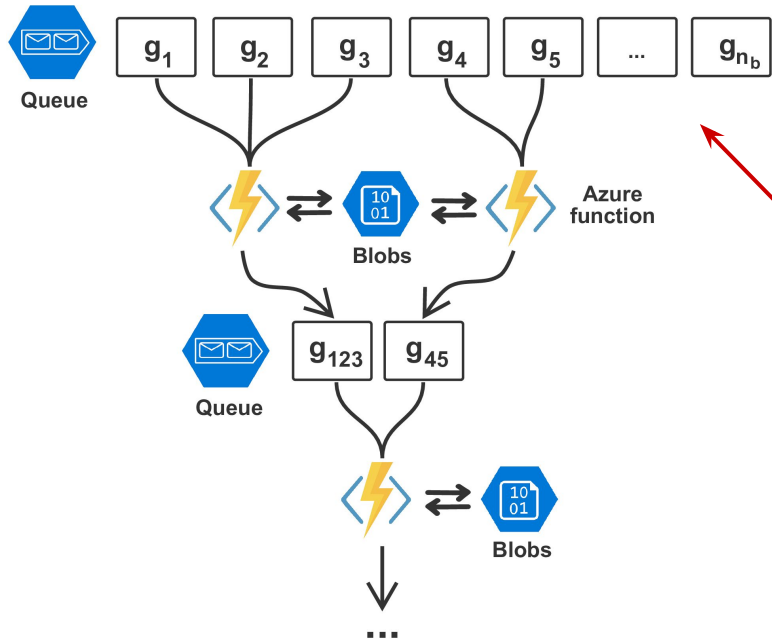 g1 g2 g3 g4 g5 ... gnb
Queue
10
01
Azure
function
Blobs
g123 g45
Queue
10
01
Blobs
...